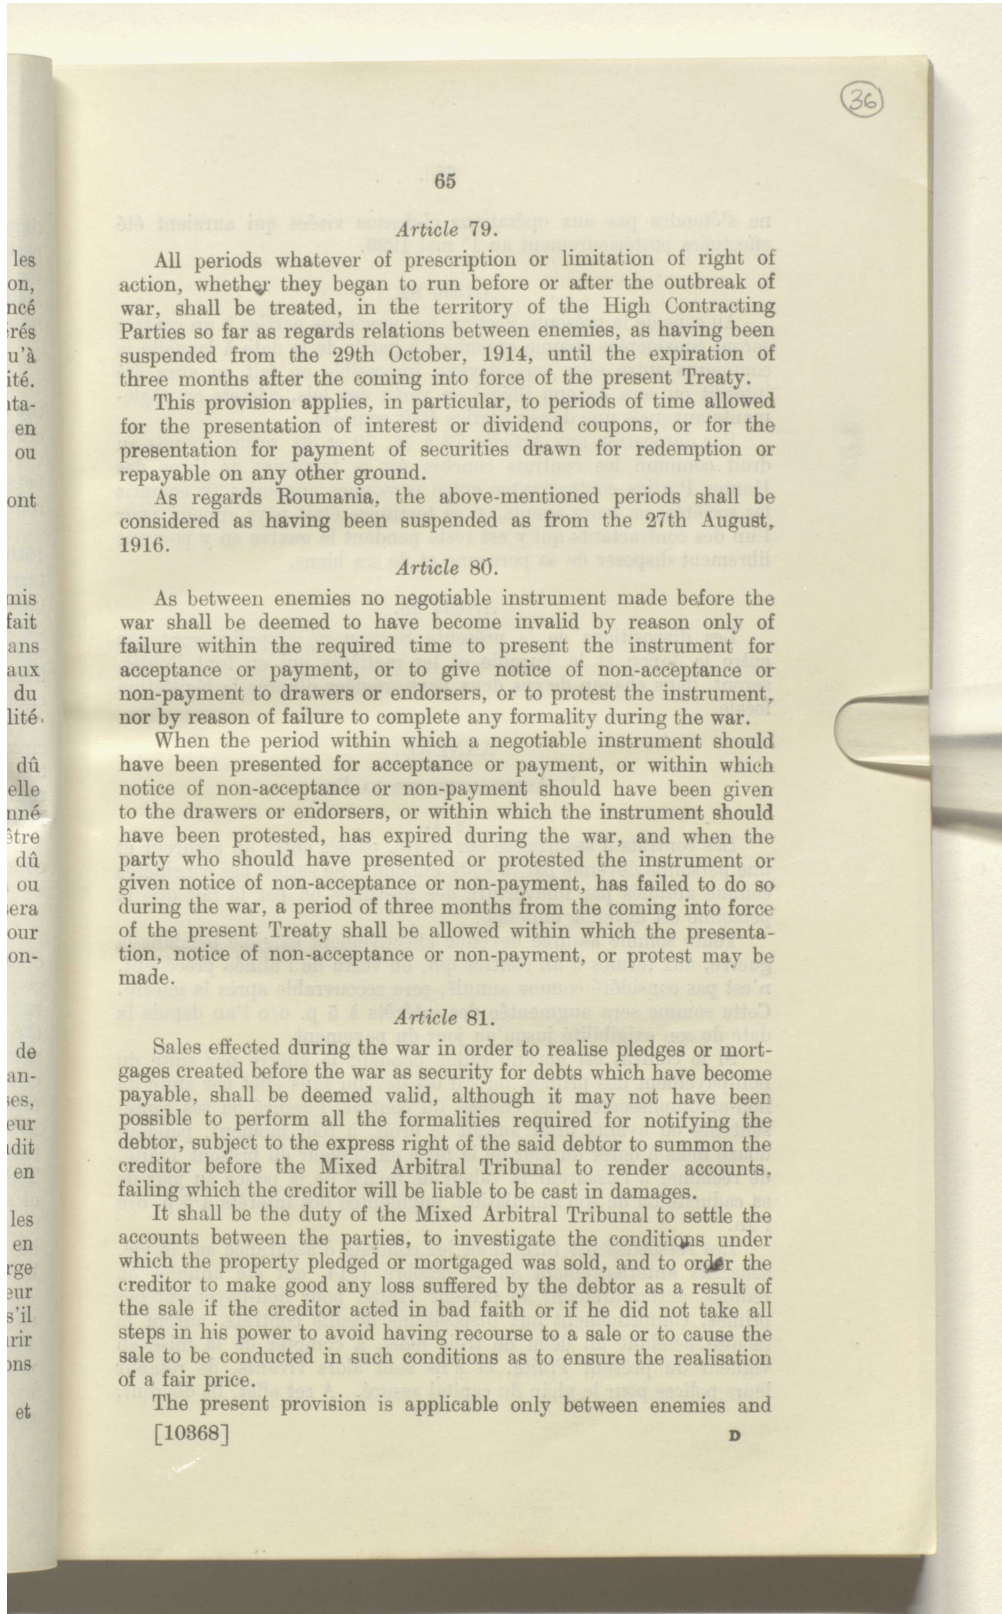 36
65
Article 79.
All periods whatever of prescription or limitation of right of
action, whether they began to run before or after the outbreak of
war, shall be treated, in the territory of the High Contracting
Parties so far as regards relations between enemies, as having been
suspended from the 29th October, 1914, until the expiration of
three months after the coming into force of the present Treaty.
This provision applies, in particular, to periods of time allowed
for the presentation of interest or dividend coupons, or for the
presentation for payment of securities drawn for redemption or
repayable on any other ground.
As regards Roumania, the above-mentioned periods shall be
considered as having been suspended as from the 27th August,
1916.
Article 80.
As between enemies no negotiable instrument made before the
war shall be deemed to have become invalid by reason only of
failure within the required time to present the instrument for
acceptance or payment, or to give notice of non-acceptance or
non-payment to drawers or endorsers, or to protest the instrument,
nor by reason of failure to complete any formality during the war.
When the period within which a negotiable instrument should
have been presented for acceptance or payment, or within which
notice of non-acceptance or non-payment should have been given
to the drawers or endorsers, or within which the instrument should
have been protested, has expired during the war, and when the
party who should have presented or protested the instrument or
given notice of non-acceptance or non-payment, has failed to do so
during the war, a period of three months from the coming into force
of the present Treaty shall be allowed within which the presenta-
tion, notice of non-acceptance or non-payment, or protest may be
made.
Article 81.
Sales effected during the war in order to realise pledges or mort-
gages created before the war as security for debts which have become
payable, shall be deemed valid, although it may not have been
possible to perform all the formalities required for notifying the
debtor, subject to the express right of the said debtor to summon the
creditor before the Mixed Arbitral Tribunal to render accounts,
failing which the creditor will be liable to be cast in damages.
It shall be the duty of the Mixed Arbitral Tribunal to settle the
accounts between the parties, to investigate the conditions under
which the property pledged or mortgaged was sold, and to order the
creditor to make good any loss suffered by the debtor as a result of
the sale if the creditor acted in bad faith or if he did not take all
steps in his power to avoid having recourse to a sale or to cause the
sale to be conducted in such conditions as to ensure the realisation
of a fair price.
The present provision is applicable only between enemies and
[10368] D